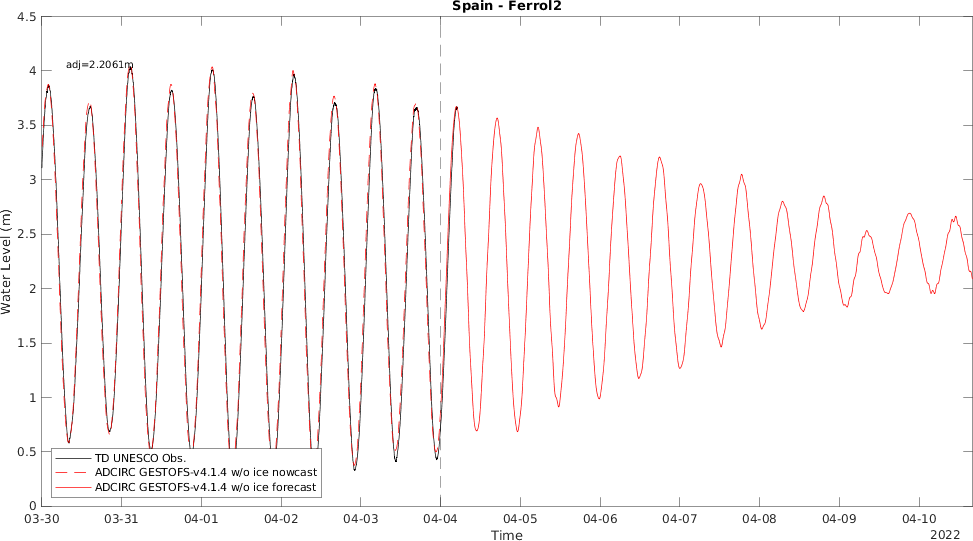 Spain - Ferrol2
4.5
4
3.5
3
2.5
2
1.5
1
0.5
0
Water Level (m)
adj=2.2061m
TD UNESCO Obs.
ADCIRC GESTOFS-v4.1.4 w/o ice nowcast
ADCIRC GESTOFS-v4.1.4 w/o ice forecast
03-30 03-31 04-01 04-02 04-03 04-04 04-05 04-06 04-07 04-08 04-09 04-10
Time
2022